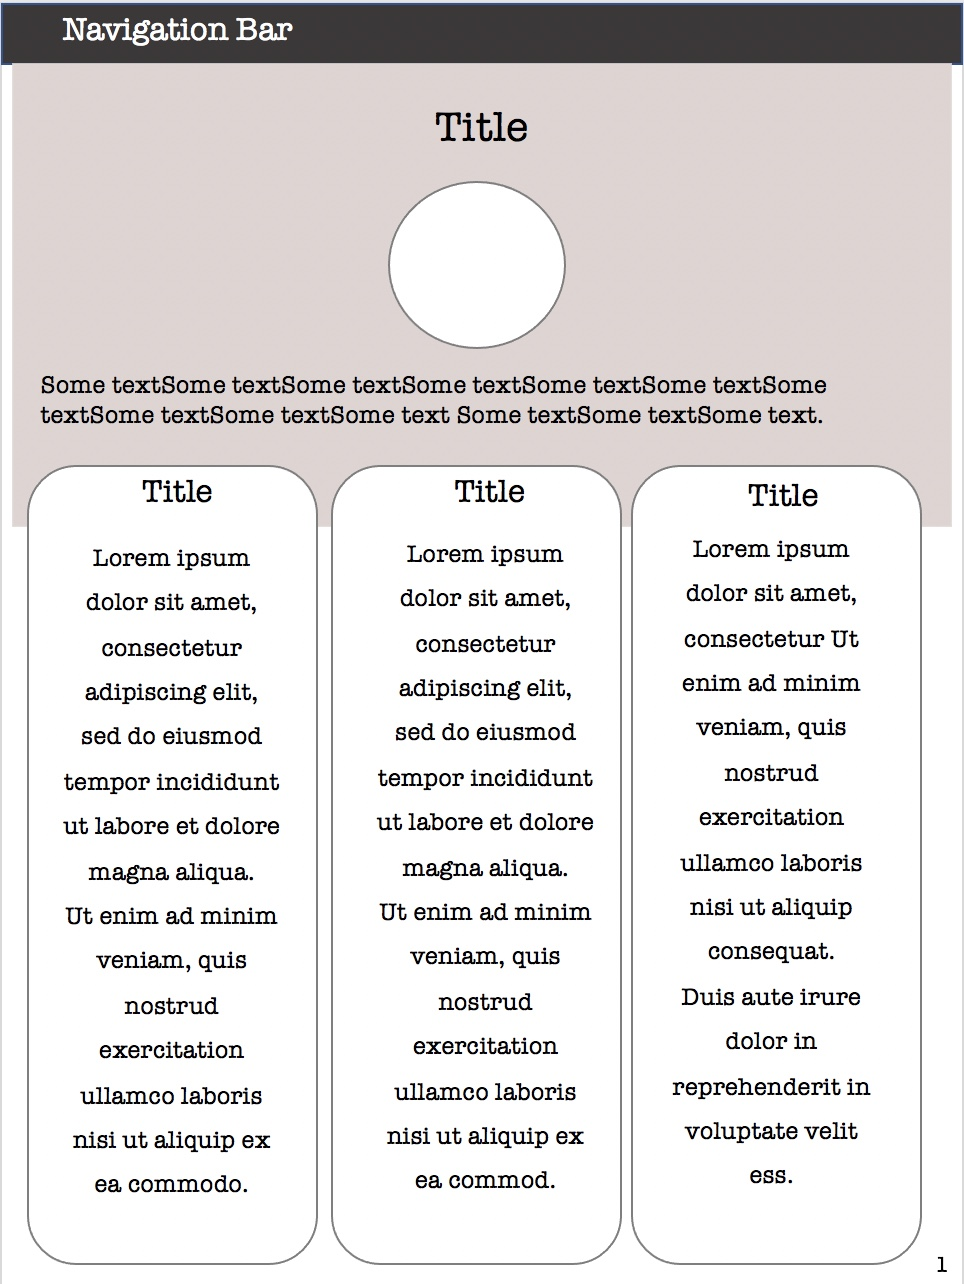 Navigation Bar
Title
Some textSome textSome textSome textSome textSome textSome
textSome textSome textSome text Some textSome textSome text.
Title
Lorem ipsum
dolor sit amet,
consectetur
adipiscing elit,
sed do eiusmod
tempor incididunt
ut labore et dolore
magna aliqua.
Ut enim ad minim
veniam, quis
nostrud
exercitation
ullamco laboris
nisi ut aliquip ex
ea commodo.
Title
Lorem ipsum
dolor sit amet,
consectetur
adipiscing elit,
sed do eiusmod
tempor incididunt
ut labore et dolore
magna aliqua.
Ut enim ad minim
veniam, quis
nostrud
exercitation
ullamco laboris
nisi ut aliquip ex
ea commod.
Title
Lorem ipsum
dolor sit amet,
consectetur Ut
enim ad minim
veniam, quis
nostrud
exercitation
ullamco laboris
nisi ut aliquip
consequat.
Duis aute irure
dolor in
reprehenderit in
voluptate velit
ess.
1